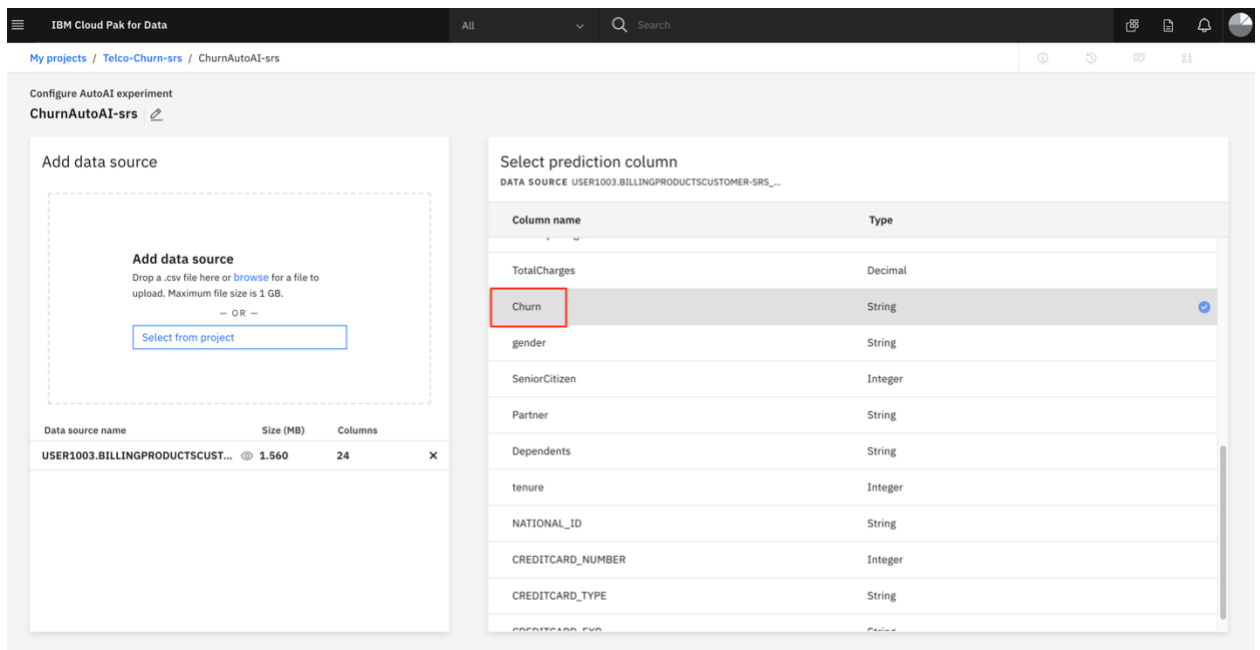 IBM Cloud Pak for Data
All
Search
My projects / Telco-Churn-srs / ChurnAutoAI-srs
Configure AutoAI experiment
ChurnAutoAI-srs
Add data source
Add data source
Drop a .csv file here or browse for a file to
upload. Maximum file size is 1 GB.
— OR —
Select from project
Data source name Size (MB) Columns
USER1003.BILLINGPRODUCTSCUST... 1.560 24
Select prediction column
DATA SOURCE USER1003.BILLINGPRODUCTSCUSTOMER-SRS_...
Column name Type
TotalCharges Decimal
Churn String
gender String
SeniorCitizen Integer
Partner String
Dependents String
tenure Integer
NATIONAL_ID String
CREDITCARD_NUMBER Integer
CREDITCARD_TYPE String
CREDITCARD_EXP String